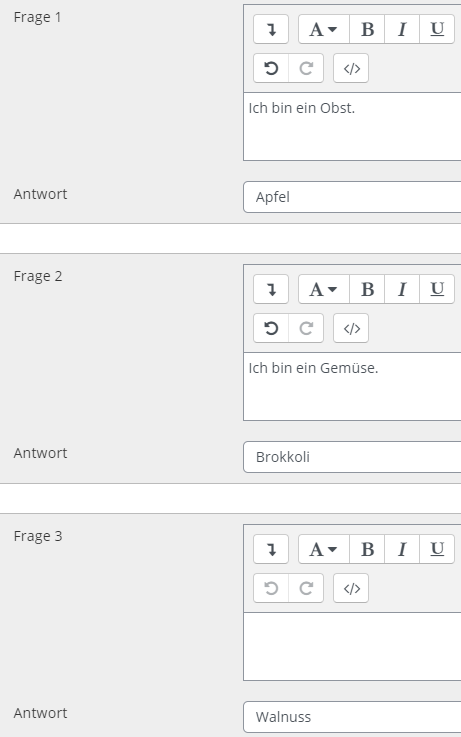 Frage 1
A B I U
</>
Ich bin ein Obst.
Antwort
Apfel
Frage 2
A B I U
</>
Ich bin ein Gemüse.
Antwort
Brokkoli
Frage 3
A B I U
</>
Antwort
Walnuss